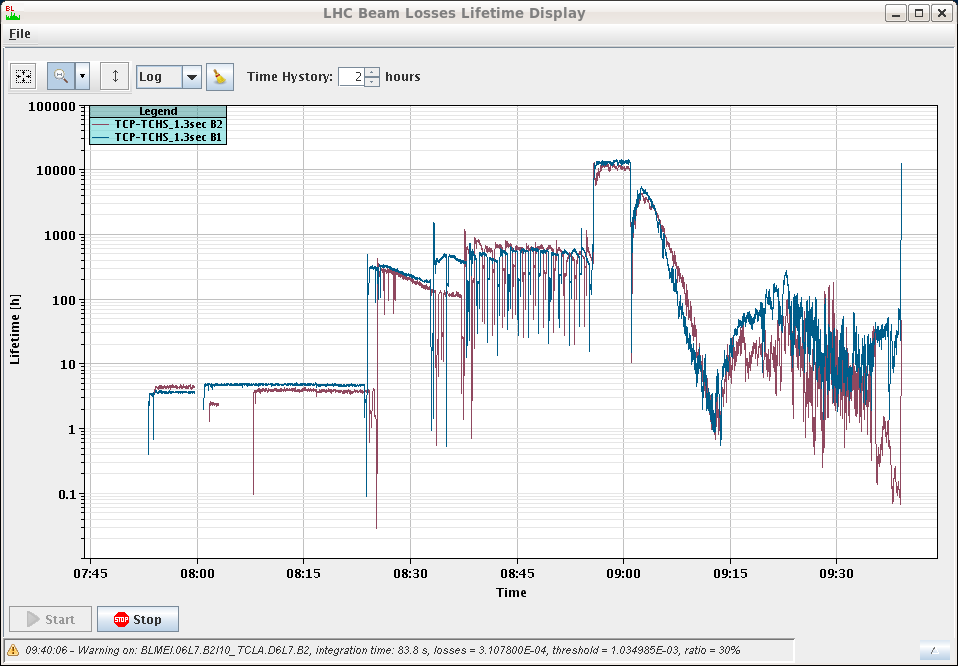 BL
LHC Beam Losses Lifetime Display
File
Log
Time Hystory: 2 hours
Legend
TCP-TCHS_1.3sec B2
TCP-TCHS_1.3sec B1
100000
10000
1000
100
10
1
0.1
Lifetime [h]
07:45 08:00 08:15 08:30 08:45 09:00 09:15 09:30
Time
Start
STOP Stop
09:40:06 - Warning on: BLMEI.06L7.B2I10_TCLA.D6L7.B2, integration time: 83.8 s, losses = 3.107800E-04, threshold = 1.034985E-03, ratio = 30%